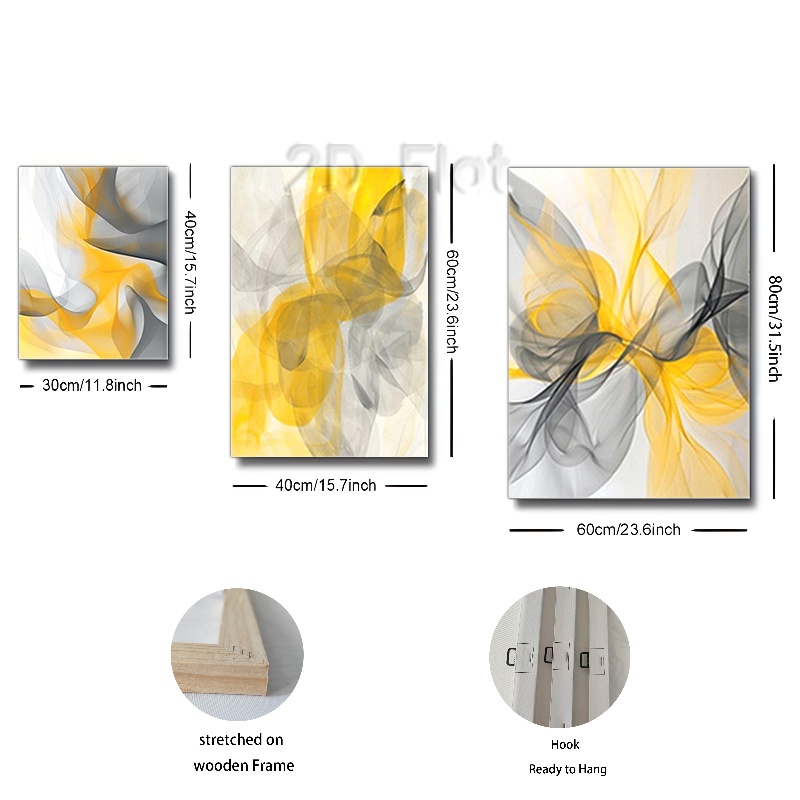 2D Flat
40cm/15.7inch
30cm/11.8inch
60cm/23.6inch
40cm/15.7inch
80cm/31.5inch
60cm/23.6inch
stretched on
wooden Frame
Hook
Ready to Hang